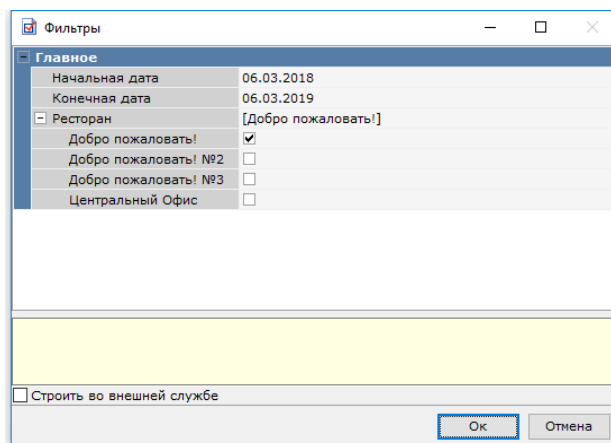 Фильтры
Главное
Начальная дата 06.03.2018
Конечная дата 06.03.2019
Ресторан [Добро пожаловать!]
Добро пожаловать!
Добро пожаловать! №2
Добро пожаловать! №3
Центральный Офис
Строить во внешней службе
Ок Отмена